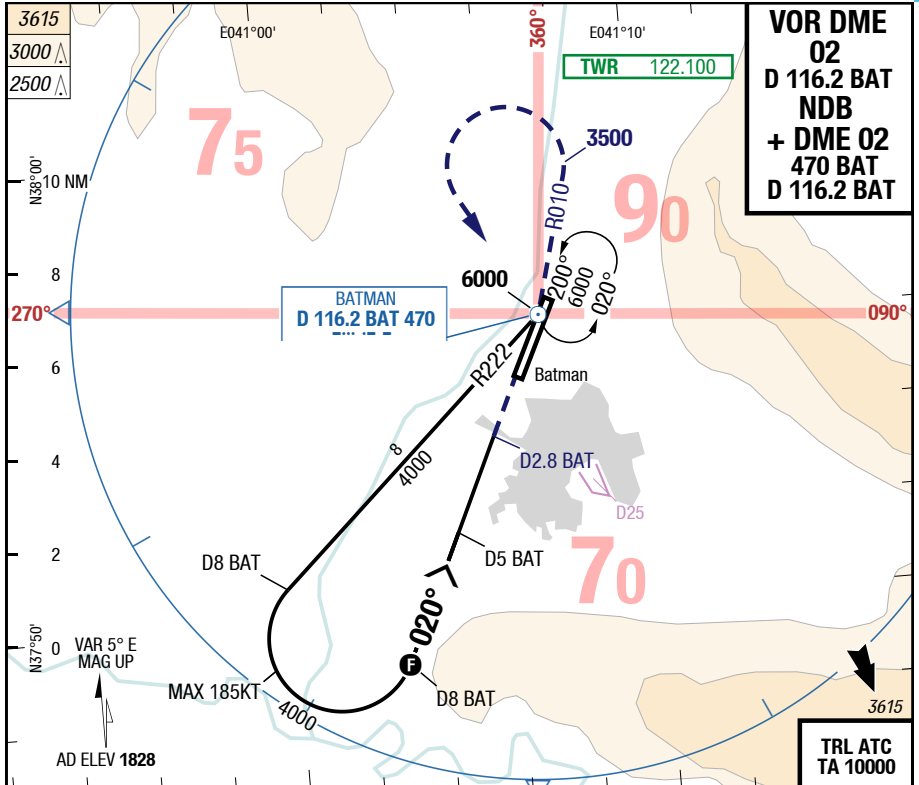 3615
3000
2500
E041°00'
360°
E041°10'
TWR 122.100
VOR DME
02
D 116.2 BAT
NDB
+ DME 02
470 BAT
D 116.2 BAT
75
3500
N38°00'
10 NM
R010
90
8
6000
200°
6000
020°
270°
BATMAN
D 116.2 BAT 470
090°
6
R222
Batman
4
8
4000
D2.8 BAT
D25
2
D8 BAT
D5 BAT
70
020°
N37°50'
0
VAR 5° E
MAG UP
F
MAX 185KT
D8 BAT
4000
3615
AD ELEV 1828
TRL ATC
TA 10000